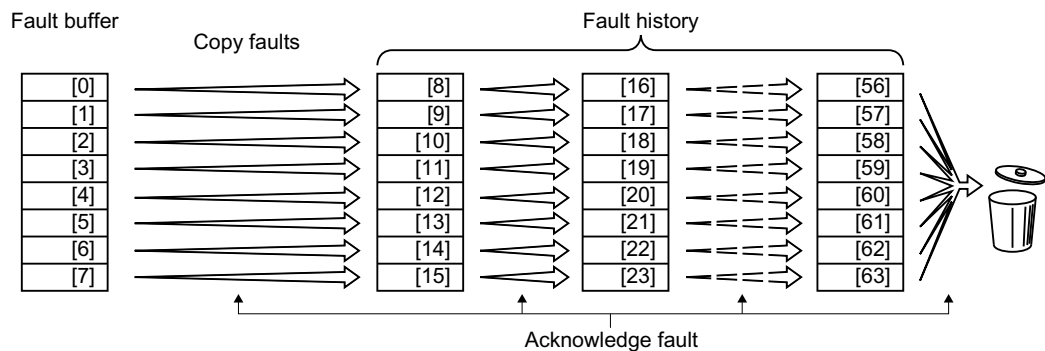 Fault buffer
Fault history
Copy faults
[0] [8] [16] [56]
[1] [9] [17] [57]
[2] [10] [18] [58]
[3] [11] [19] [59]
[4] [12] [20] [60]
[5] [13] [21] [61]
[6] [14] [22] [62]
[7] [15] [23] [63]
Acknowledge fault